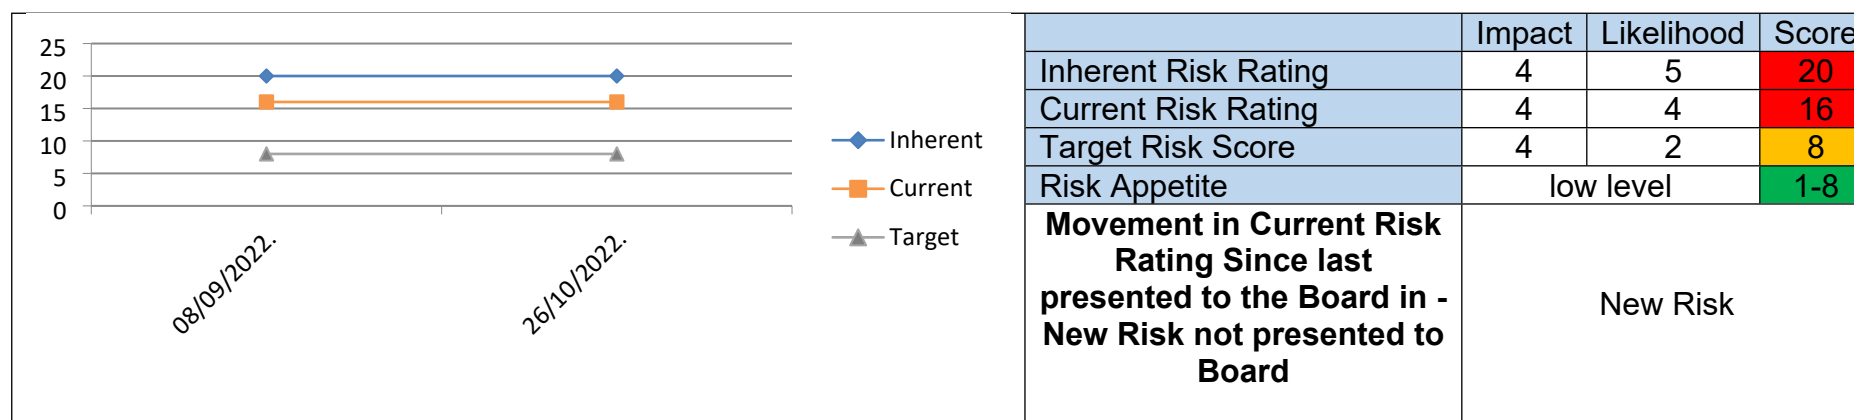 25
20
15
10
5
0
08/09/2022.
26/10/2022.
Inherent
Current
Target
Impact Likelihood Score
Inherent Risk Rating 4 5 20
Current Risk Rating 4 4 16
Target Risk Score 4 2 8
Risk Appetite low level 1-8
Movement in Current Risk
Rating Since last
presented to the Board in -
New Risk not presented to
Board
New Risk